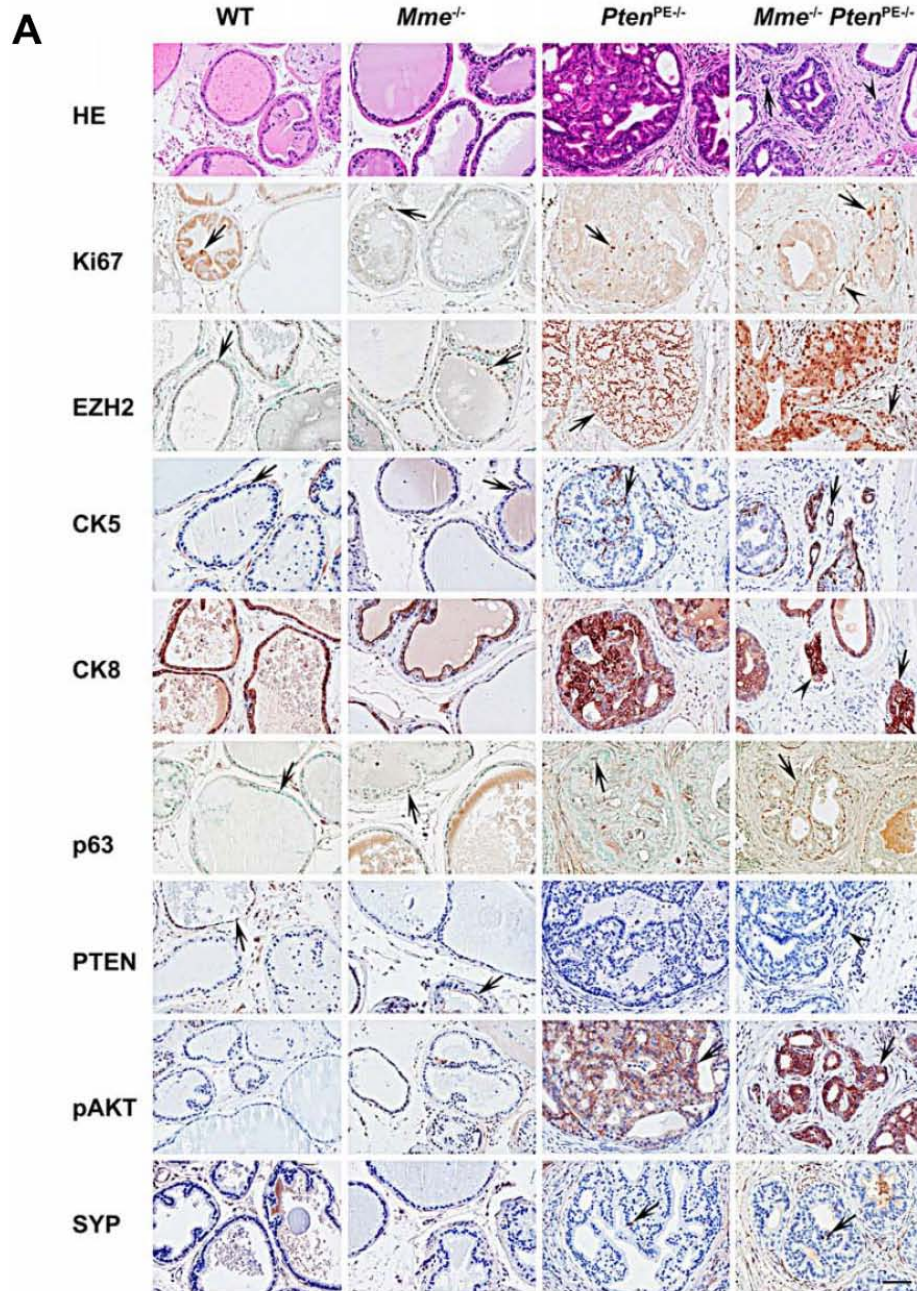 A
WT Mme-/- PtenPE-/- Mme-/- PtenPE-/-
HE
Ki67
EZH2
CK5
CK8
p63
PTEN
pAKT
SYP